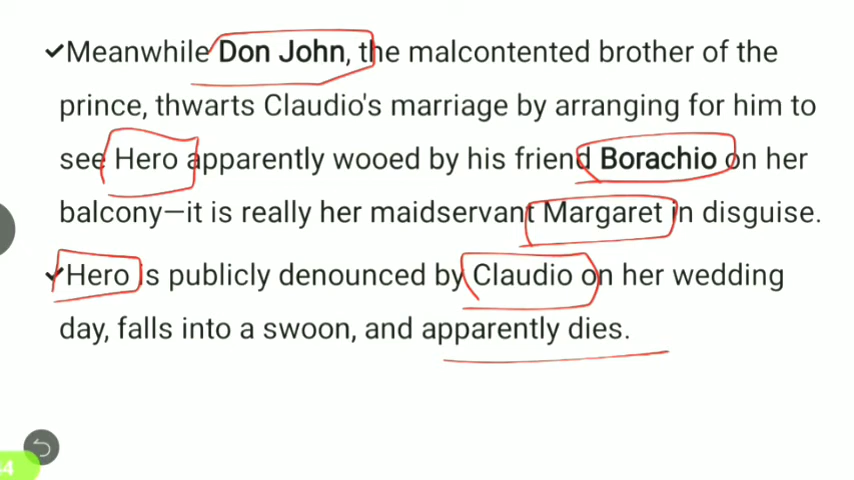 ✔Meanwhile Don John, the malcontented brother of the
prince, thwarts Claudio's marriage by arranging for him to
see Hero apparently wooed by his friend Borachio on her
balcony—it is really her maidservant Margaret in disguise.
✔Hero is publicly denounced by Claudio on her wedding
day, falls into a swoon, and apparently dies.